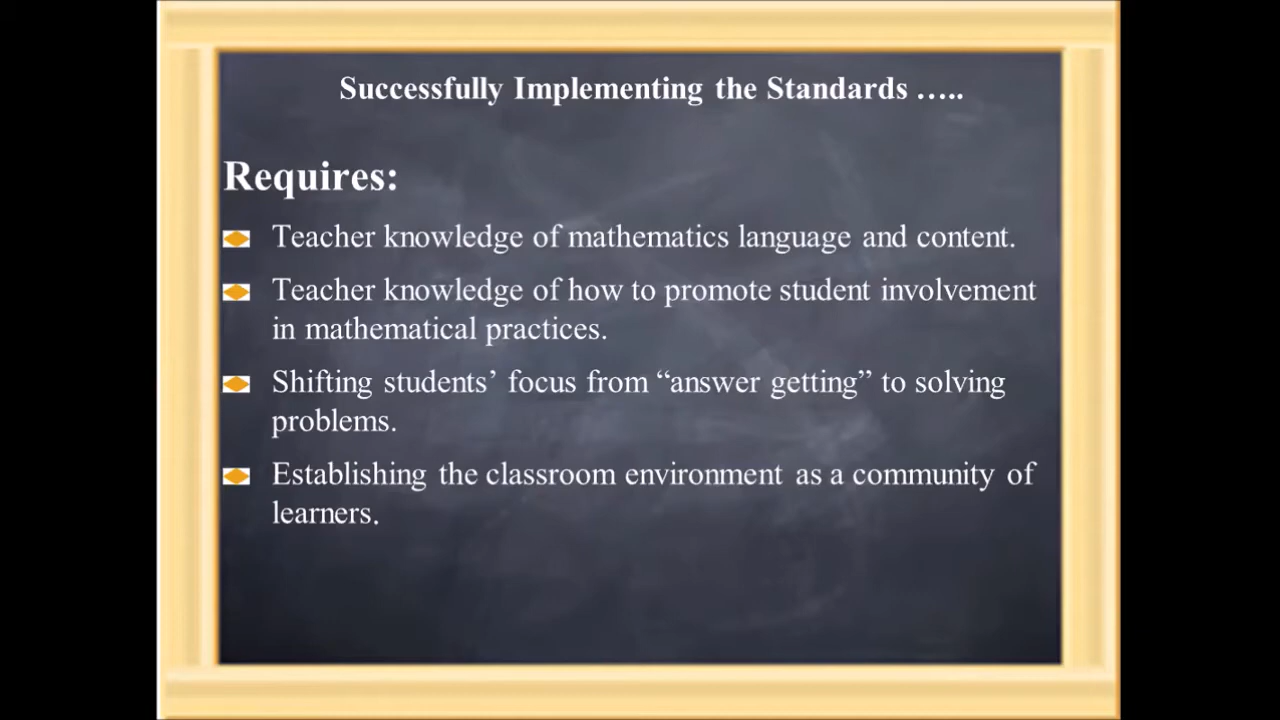 Successfully Implementing the Standards …..
Requires:
Teacher knowledge of mathematics language and content.
Teacher knowledge of how to promote student involvement
in mathematical practices.
Shifting students’ focus from “answer getting” to solving
problems.
Establishing the classroom environment as a community of
learners.